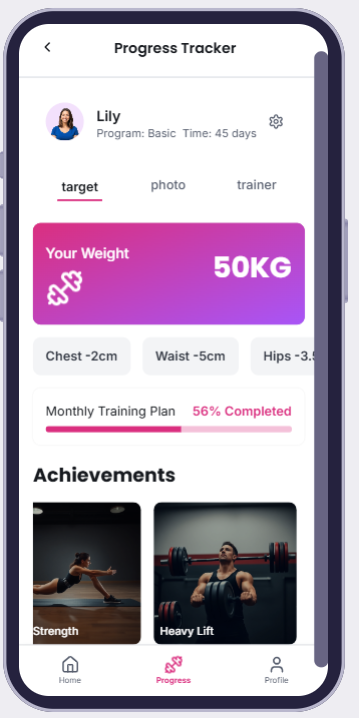 Progress Tracker
Lily
Program: Basic Time: 45 days
target photo trainer
Your Weight
50KG
Chest -2cm Waist -5cm Hips -3.5
Monthly Training Plan 56% Completed
Achievements
Strength Heavy Lift
Home Progress Profile